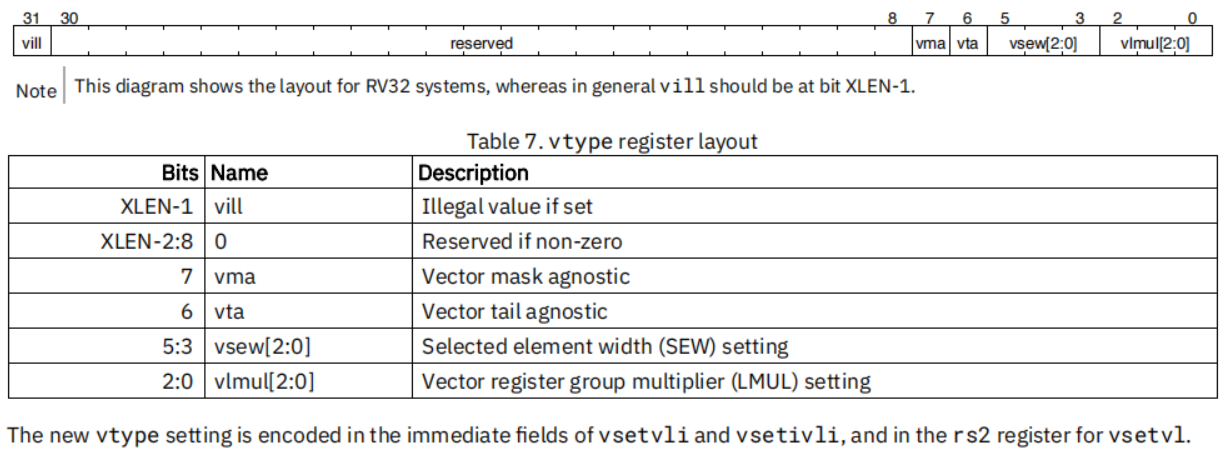 31 30 8 7 6 5 3 2 0
vill reserved vma vta vsew[2:0] vlmul[2:0]
Note This diagram shows the layout for RV32 systems, whereas in general vill should be at bit XLEN-1.
Table 7. vtype register layout
Bits Name Description
XLEN-1 vill Illegal value if set
XLEN-2:8 0 Reserved if non-zero
7 vma Vector mask agnostic
6 vta Vector tail agnostic
5:3 vsew[2:0] Selected element width (SEW) setting
2:0 vlmul[2:0] Vector register group multiplier (LMUL) setting
The new vtype setting is encoded in the immediate fields of vsetvli and vsetivli, and in the rs2 register for vsetvl.